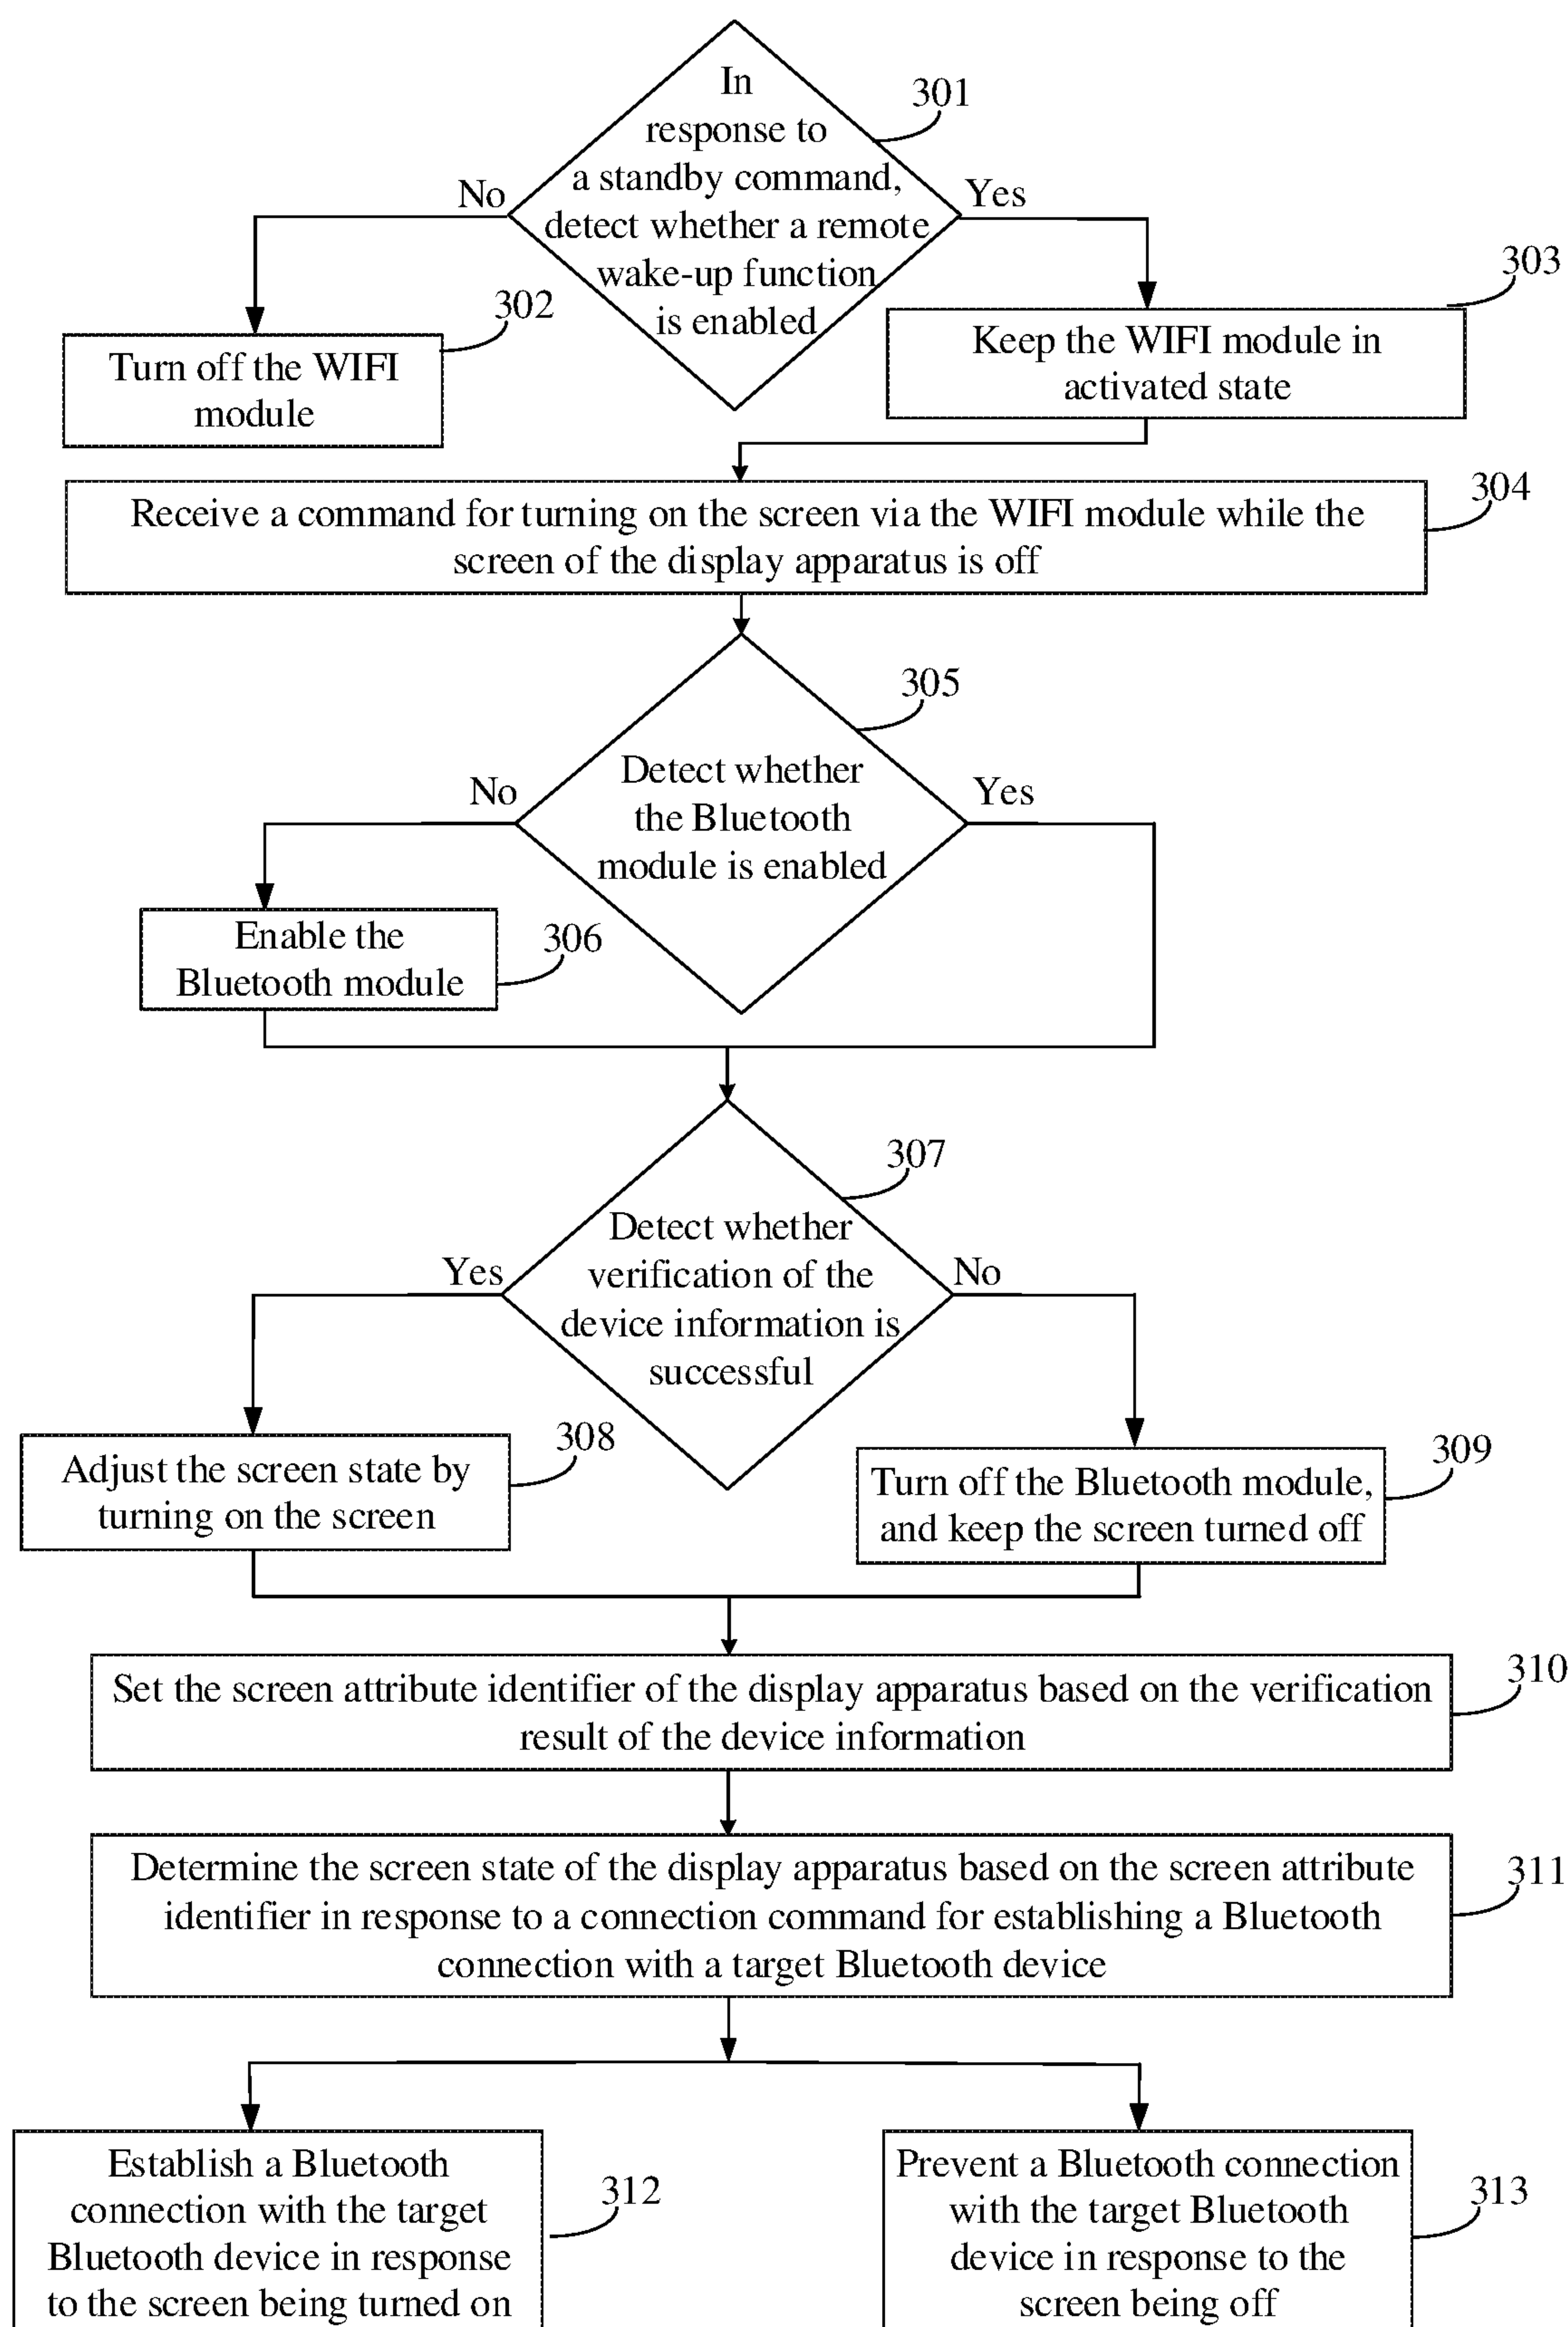 In
response to
a standby command,
detect whether a remote
wake-up function
is enabled
301
No
Yes
302
303
Turn off the WIFI
module
Keep the WIFI module in
activated state
304
Receive a command for turning on the screen via the WIFI module while the
screen of the display apparatus is off
305
Detect whether
the Bluetooth
module is enabled
No
Yes
Enable the
Bluetooth module
306
307
Detect whether
verification of the
device information is
successful
Yes
No
308
Adjust the screen state by
turning on the screen
309
Turn off the Bluetooth module,
and keep the screen turned off
310
Set the screen attribute identifier of the display apparatus based on the verification
result of the device information
311
Determine the screen state of the display apparatus based on the screen attribute
identifier in response to a connection command for establishing a Bluetooth
connection with a target Bluetooth device
Establish a Bluetooth
connection with the target
Bluetooth device in response
to the screen being turned on
312
Prevent a Bluetooth connection
with the target Bluetooth
device in response to the
screen being off
313